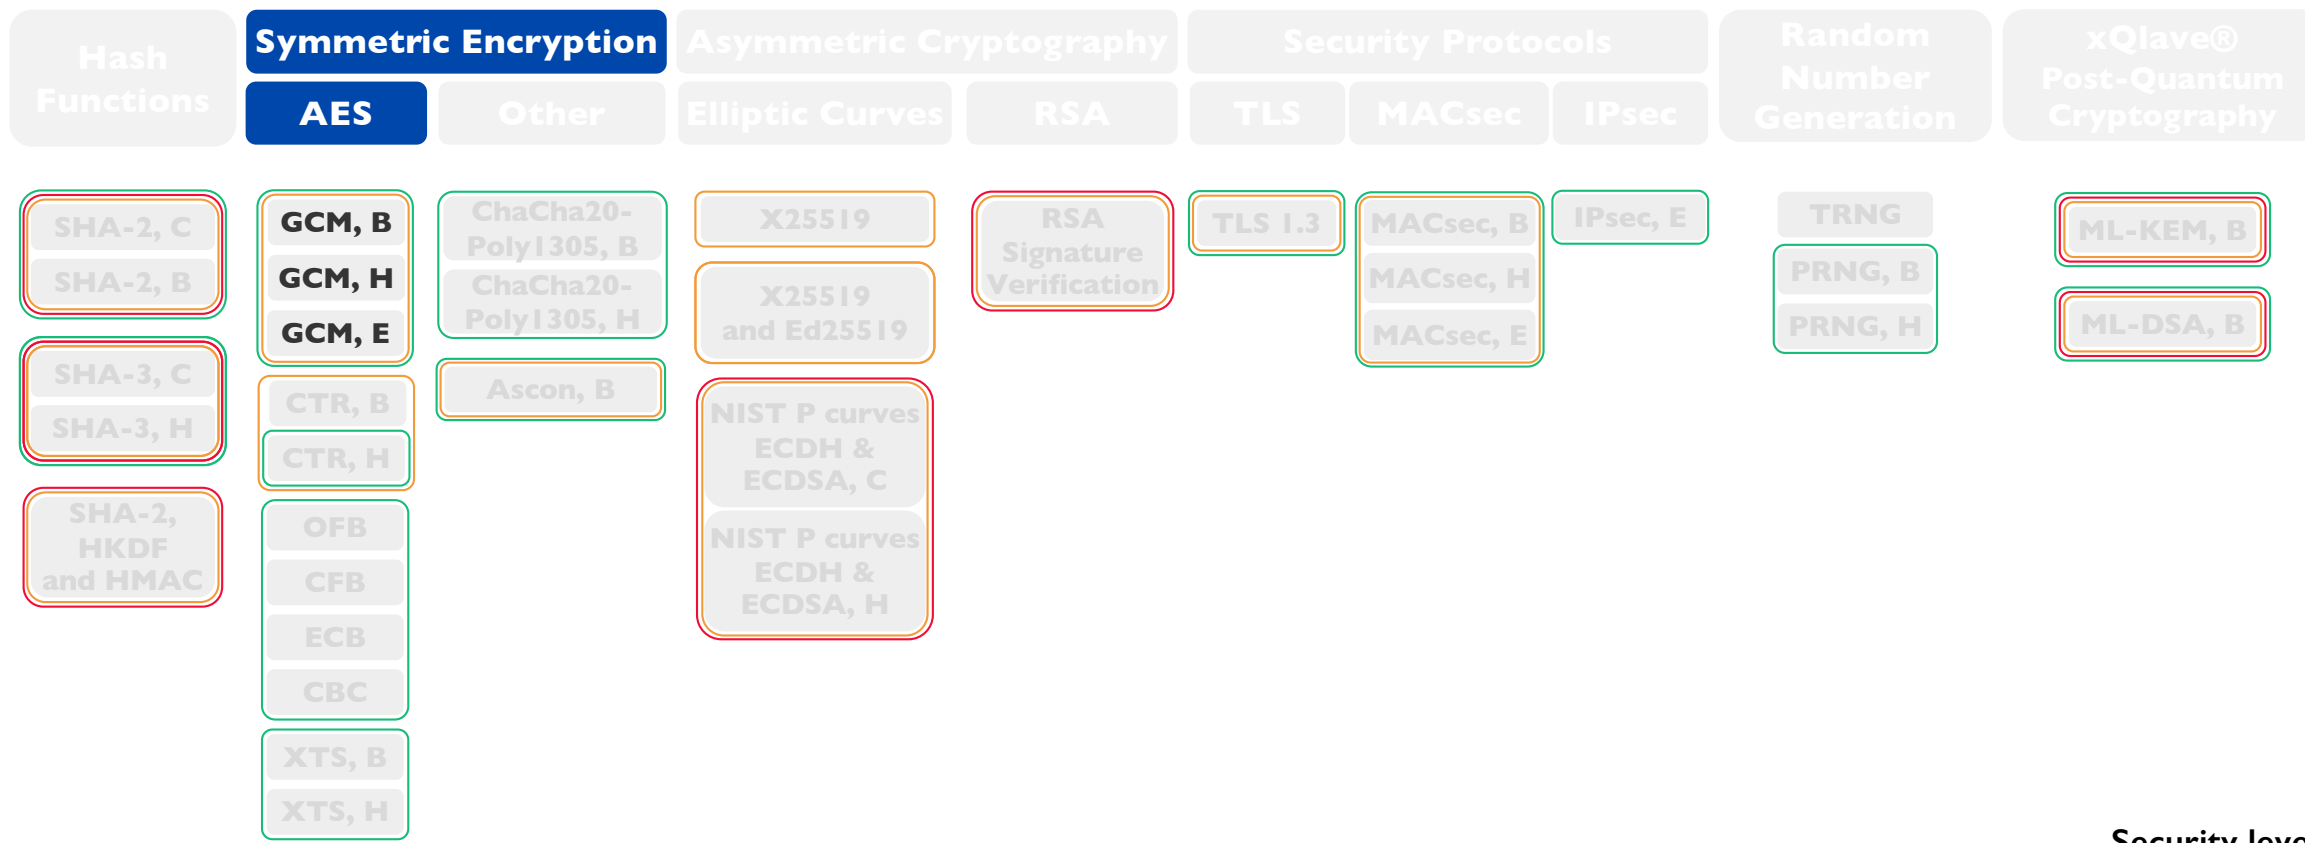 Hash
Functions
Symmetric Encryption
AES
Other
Asymmetric Cryptography
Elliptic Curves
RSA
Security Protocols
TLS
MACsec
IPsec
Random
Number
Generation
xQlave®
Post-Quantum
Cryptography
SHA-2, C
SHA-2, B
SHA-3, C
SHA-3, H
SHA-2,
HKDF
and HMAC
GCM, B
GCM, H
GCM, E
CTR, B
CTR, H
OFB
CFB
ECB
CBC
XTS, B
XTS, H
ChaCha20-
Poly1305, B
ChaCha20-
Poly1305, H
Ascon, B
X25519
X25519
and Ed25519
NIST P curves
ECDH &
ECDSA, C
NIST P curves
ECDH &
ECDSA, H
RSA
Signature
Verification
TLS 1.3
MACsec, B
MACsec, H
MACsec, E
IPsec, E
TRNG
PRNG, B
PRNG, H
ML-KEM, B
ML-DSA, B
Security leve